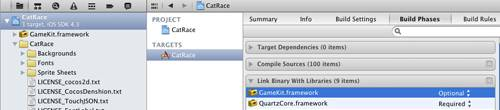 CatRace
1 target, iOS SDK 4.3
GameKit.framework
CatRace
Backgrounds
Fonts
Sprite Sheets
LICENSE_cocos2d.txt
LICENSE_CocosDenshion.txt
LICENSE_TouchJSON.txt
CatRace
PROJECT
CatRace
TARGETS
CatRace
Summary
Info
Build Settings
Build Phases
Build Rules
Target Dependencies (0 items)
Compile Sources (100 items)
Link Binary With Libraries (9 items)
GameKit.framework Optional
QuartzCore.framework Required